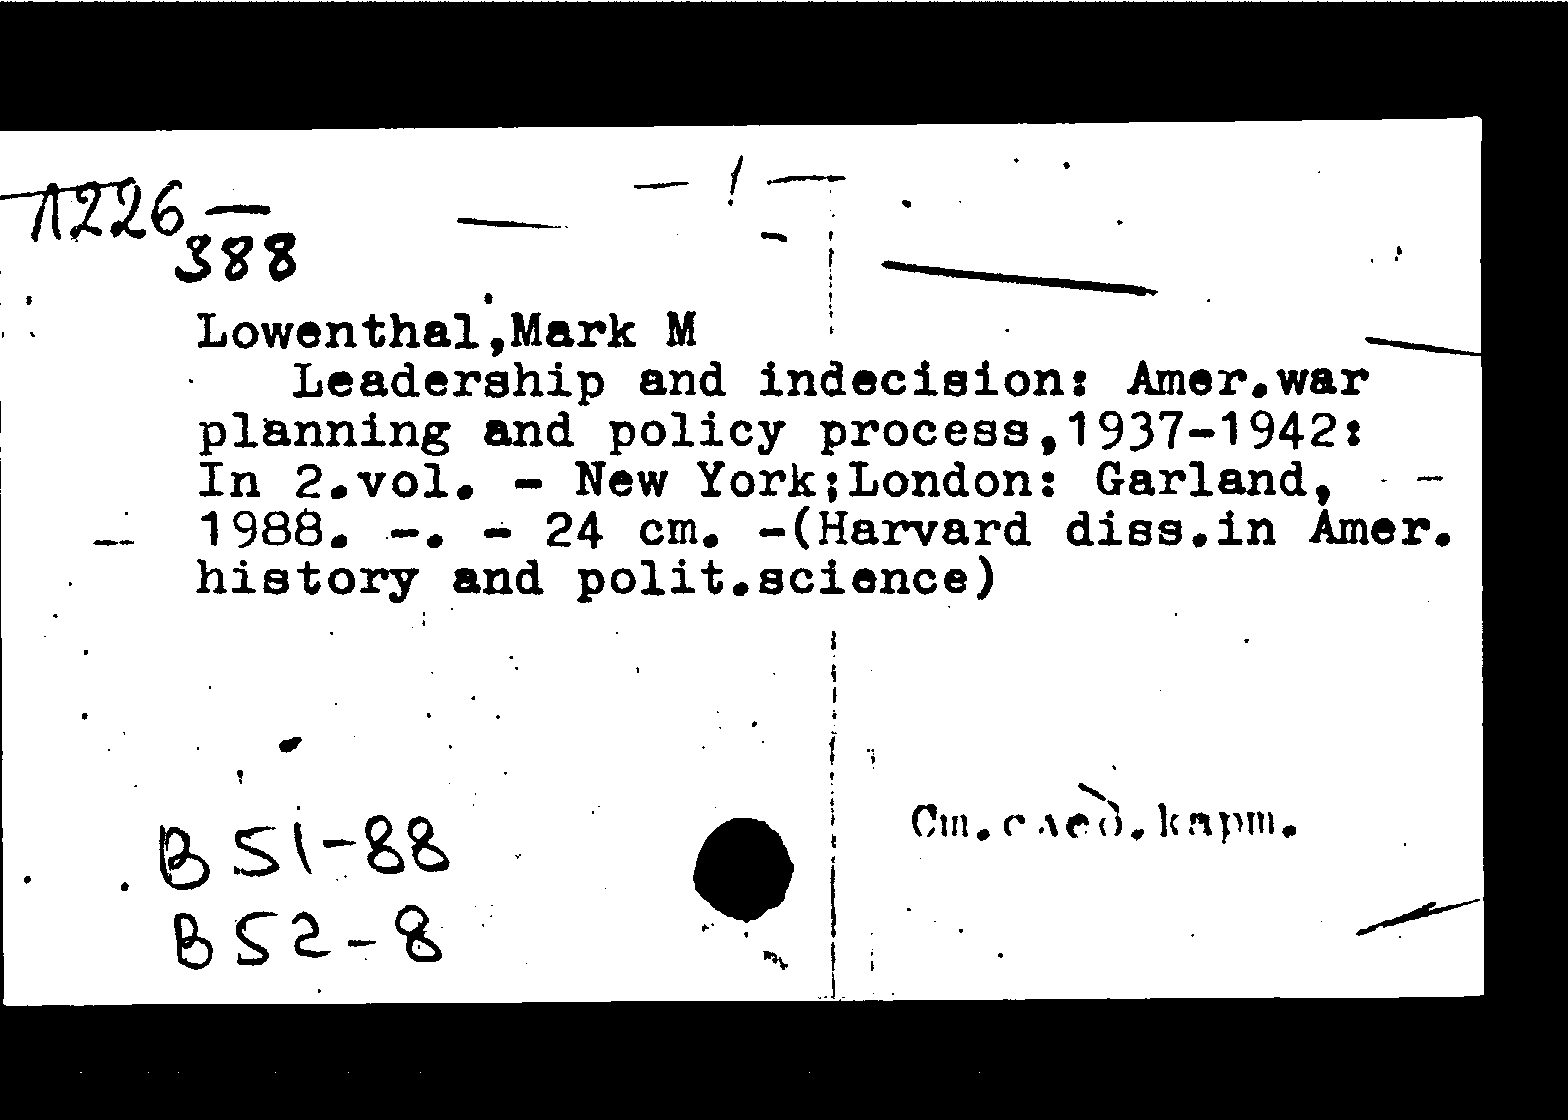 Л226—
388
Lowenthal,Mark M
Leadership and indecision: Amer.war
planning and policy process,1937-1942:
In 2.vol. - New York;London: Garland,
1988. -. - 24 cm. -(Harvard diss.in Amer.
history and polit.science)
В 51-88
В 52-8
См.след.карт.